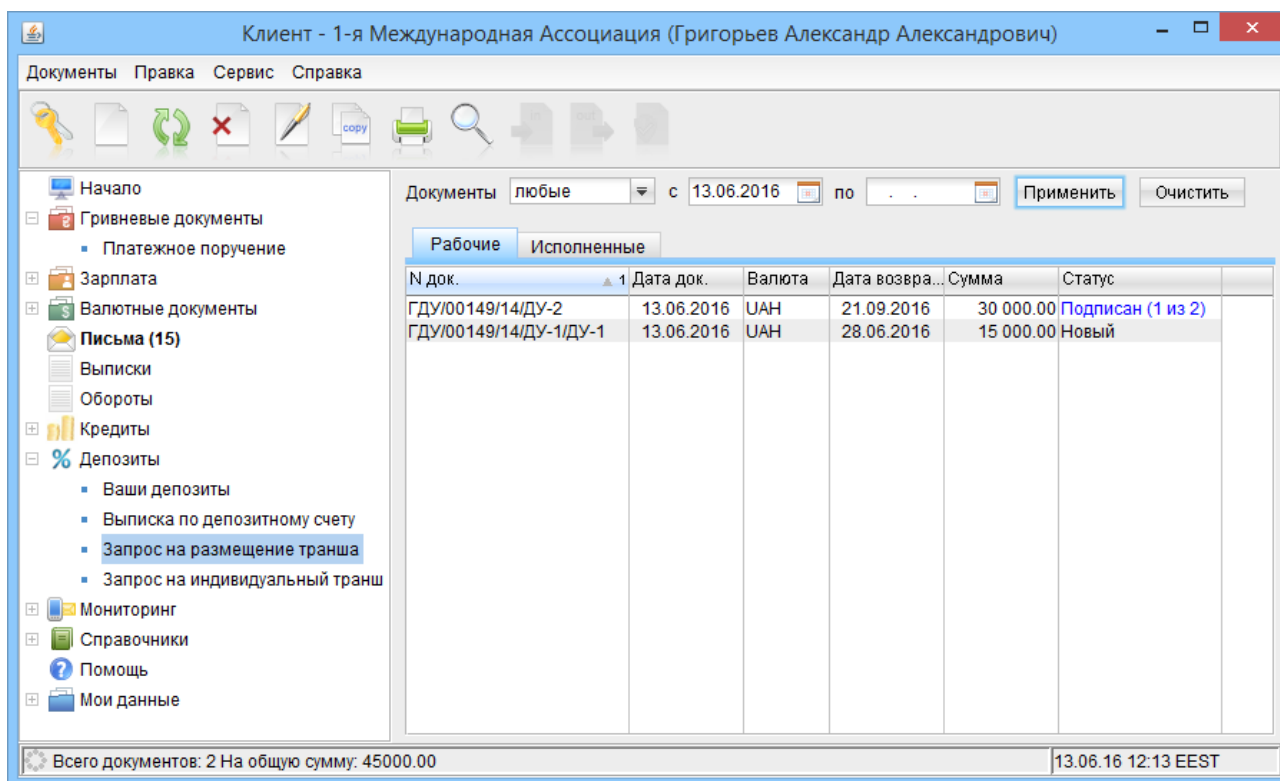 Клиент - 1-я Международная Ассоциация (Григорьев Александр Александрович)
Документы Правка Сервис Справка
copy in out
Начало
Гривневые документы
Платежное поручение
Зарплата
Валютные документы
Письма (15)
Выписки
Обороты
Кредиты
Депозиты
Ваши депозиты
Выписка по депозитному счету
Запрос на размещение транша
Запрос на индивидуальный транш
Мониторинг
Справочники
Помощь
Мои данные
Документы любые с 13.06.2016 по . . Применить Очистить
Рабочие Исполненные
N док. 1 Дата док. Валюта Дата возвра... Сумма Статус
ГДУ/00149/14/ДУ-2 13.06.2016 UAH 21.09.2016 30 000.00 Подписан (1 из 2)
ГДУ/00149/14/ДУ-1/ДУ-1 13.06.2016 UAH 28.06.2016 15 000.00 Новый
Всего документов: 2 На общую сумму: 45000.00 13.06.16 12:13 EEST